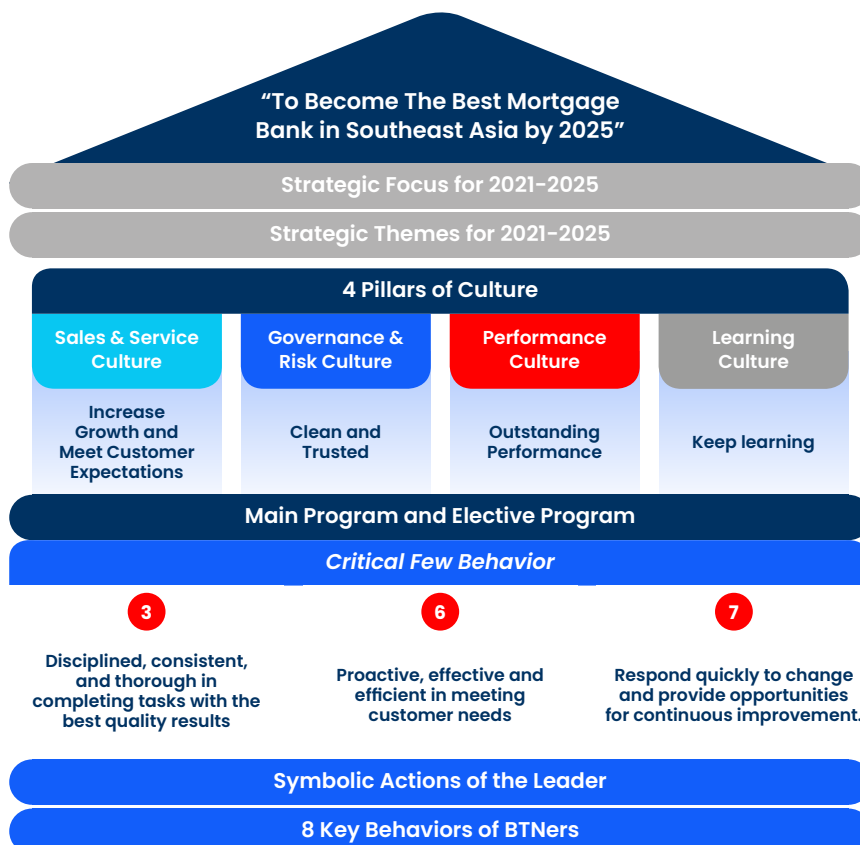 “To Become The Best Mortgage
Bank in Southeast Asia by 2025”
Strategic Focus for 2021-2025
Strategic Themes for 2021-2025
4 Pillars of Culture
Sales & Service
Culture
Increase
Growth and
Meet Customer
Expectations
Governance &
Risk Culture
Clean and
Trusted
Performance
Culture
Outstanding
Performance
Learning
Culture
Keep learning
Main Program and Elective Program
Critical Few Behavior
3
Disciplined, consistent,
and thorough in
completing tasks with the
best quality results
6
Proactive, effective and
efficient in meeting
customer needs
7
Respond quickly to change
and provide opportunities
for continuous improvement.
Symbolic Actions of the Leader
8 Key Behaviors of BTNers